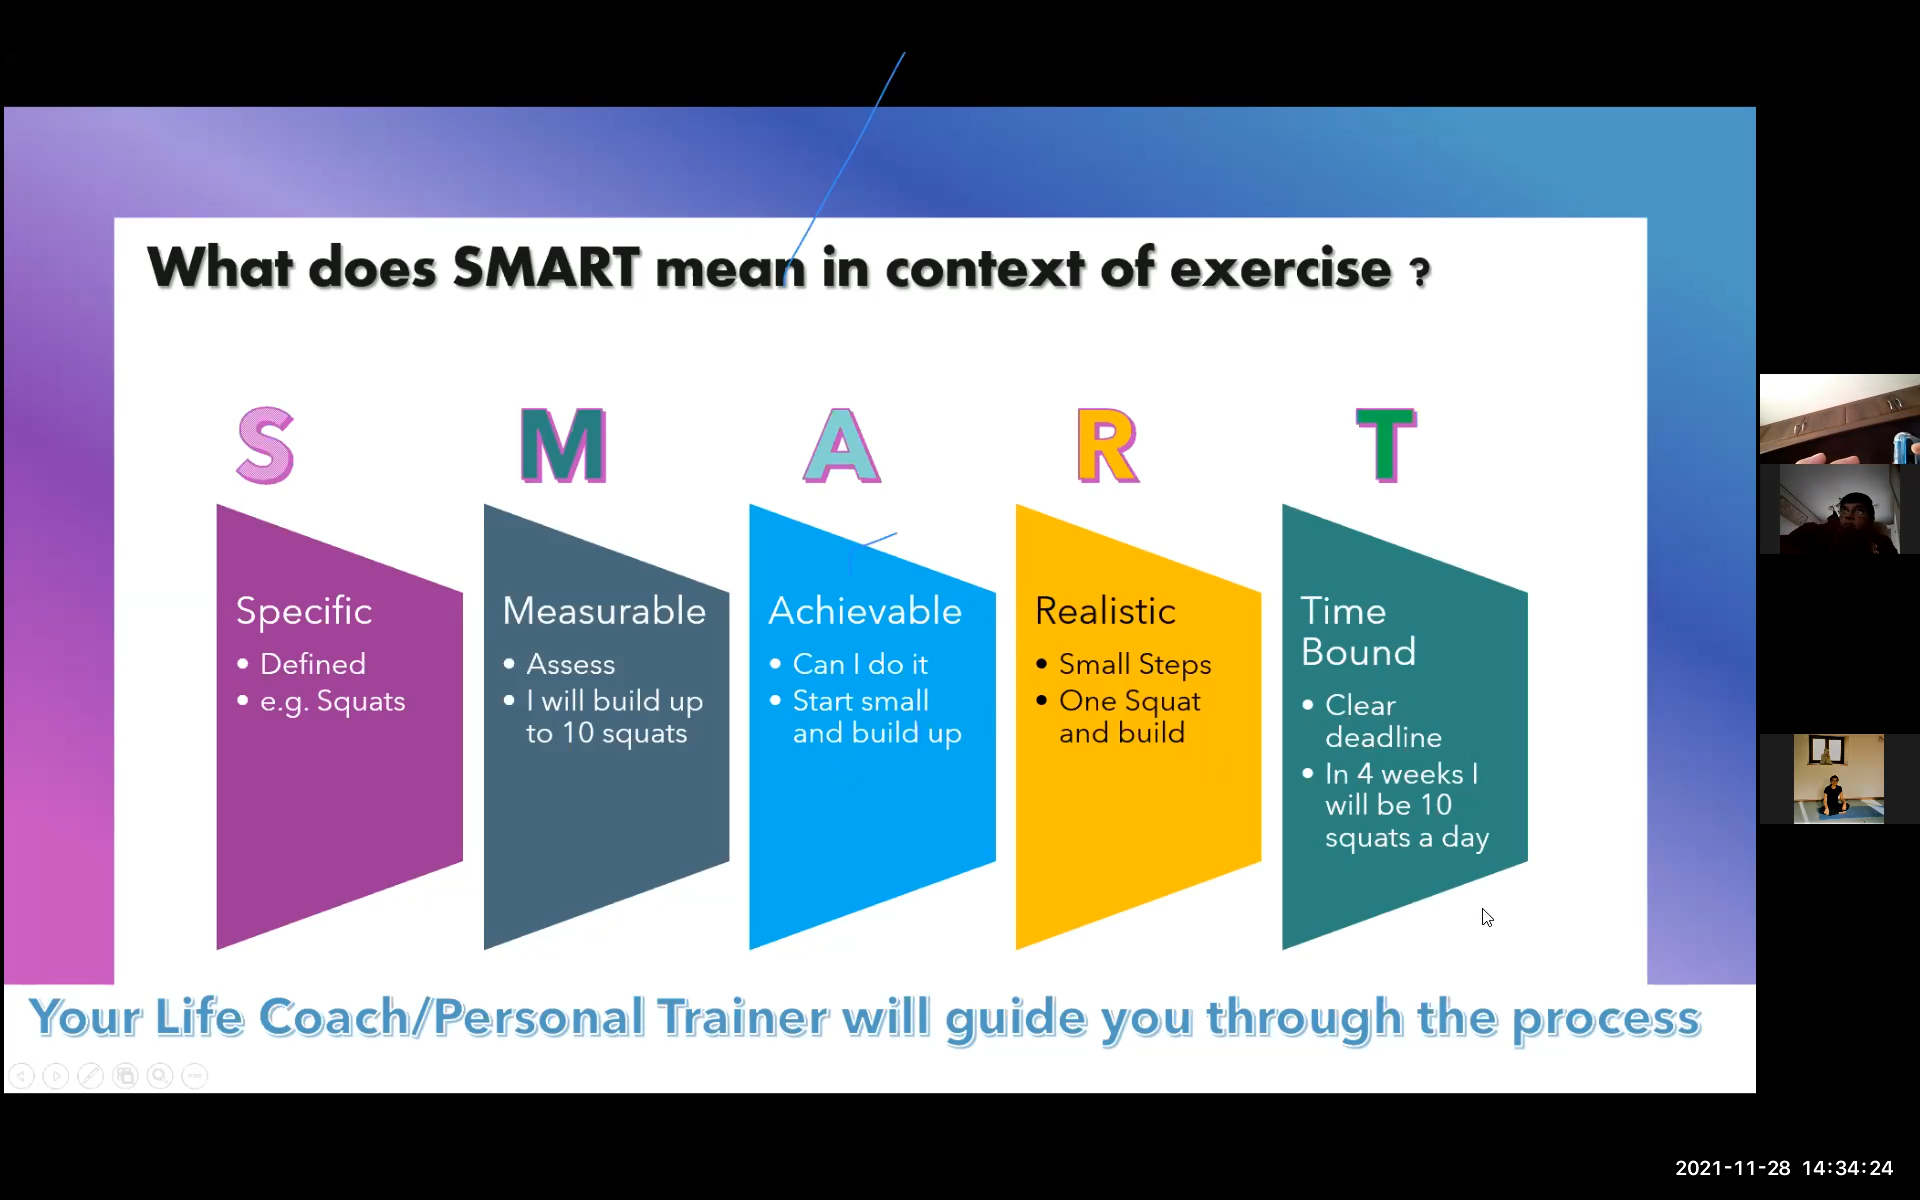 What does SMART mean in context of exercise ?
S M A R T
Specific
• Defined
• e.g. Squats
Measurable
• Assess
• I will build up
to 10 squats
Achievable
• Can I do it
• Start small
and build up
Realistic
• Small Steps
• One Squat
and build
Time
Bound
• Clear
deadline
• In 4 weeks I
will be 10
squats a day
Your Life Coach/Personal Trainer will guide you through the process
2021-11-28 14:34:24